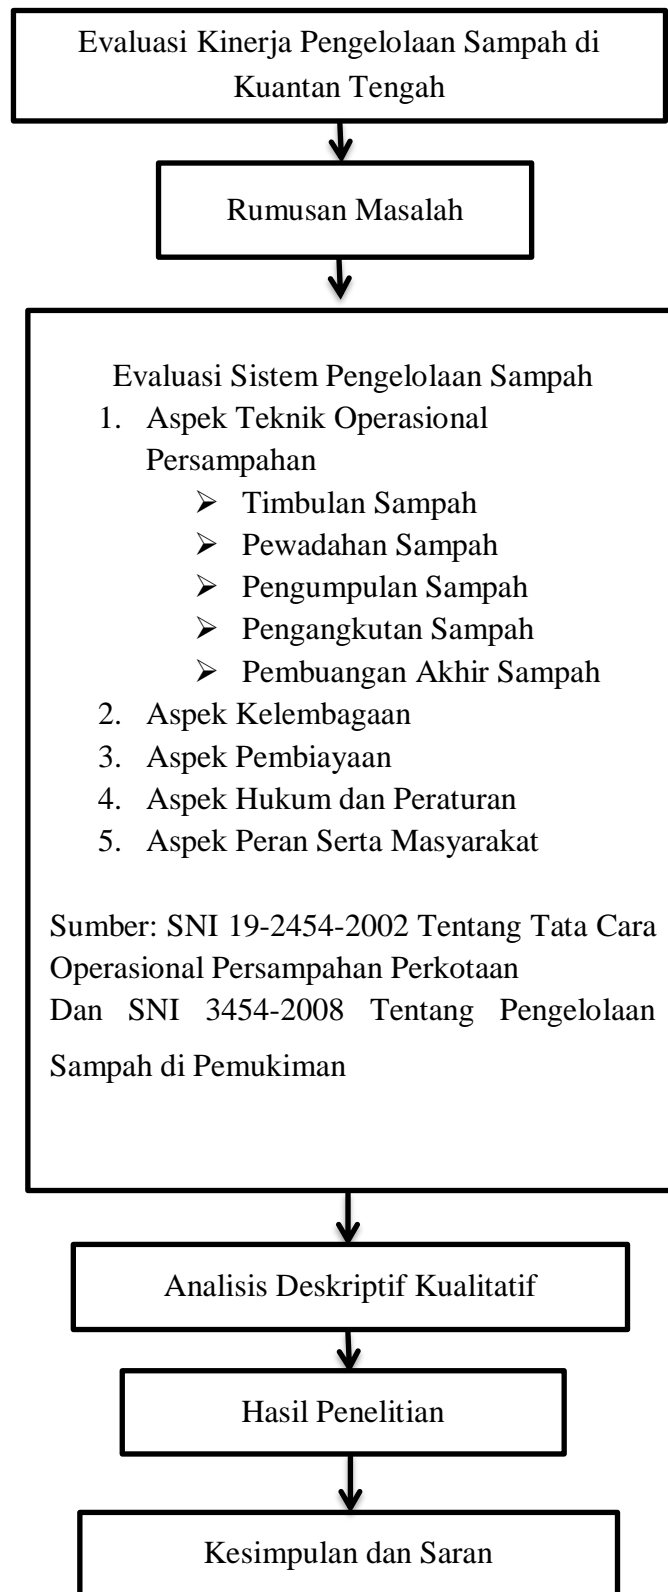 Evaluasi Kinerja Pengelolaan Sampah di
Kuantan Tengah
Rumusan Masalah
Evaluasi Sistem Pengelolaan Sampah
1. Aspek Teknik Operasional
Persampahan
➢ Timbulan Sampah
➢ Pewadahan Sampah
➢ Pengumpulan Sampah
➢ Pengangkutan Sampah
➢ Pembuangan Akhir Sampah
2. Aspek Kelembagaan
3. Aspek Pembiayaan
4. Aspek Hukum dan Peraturan
5. Aspek Peran Serta Masyarakat
Sumber: SNI 19-2454-2002 Tentang Tata Cara
Operasional Persampahan Perkotaan
Dan SNI 3454-2008 Tentang Pengelolaan
Sampah di Pemukiman
Analisis Deskriptif Kualitatif
Hasil Penelitian
Kesimpulan dan Saran